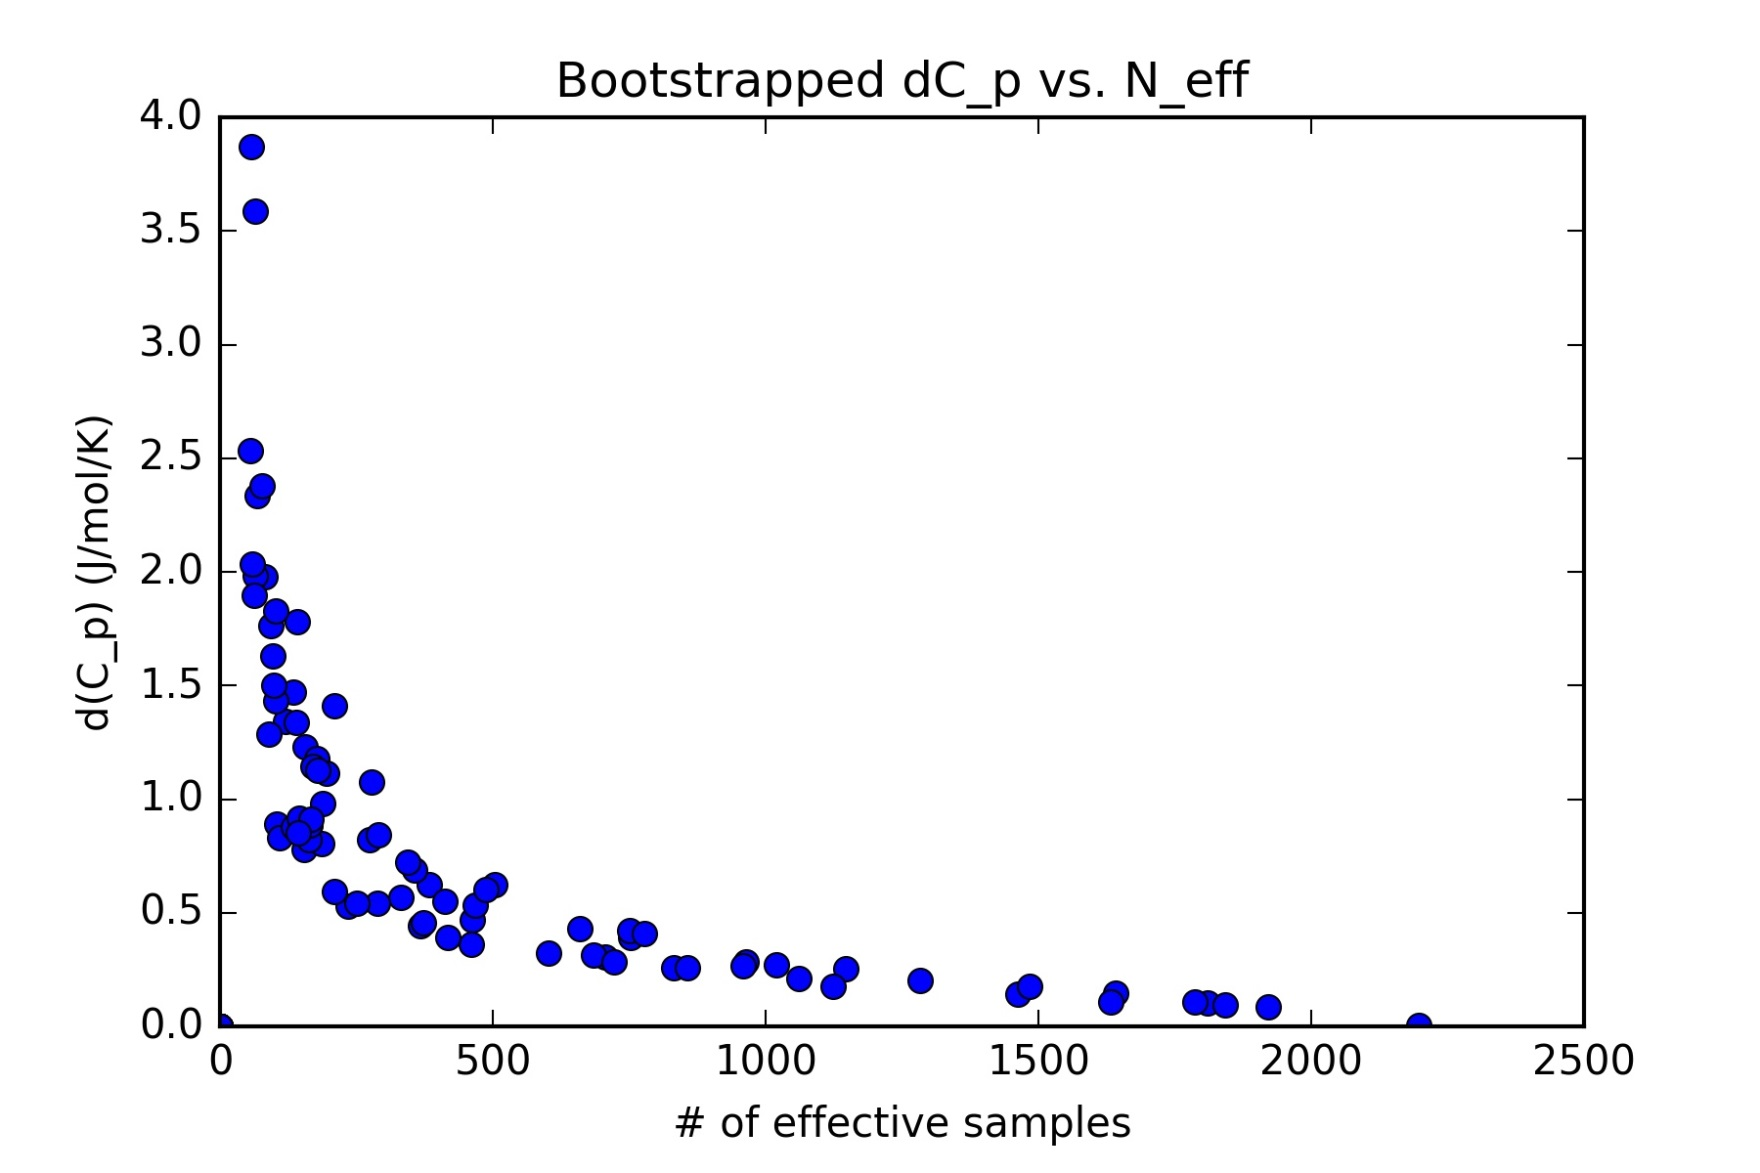 Bootstrapped dC_p vs. N_eff
4.0
3.5
3.0
2.5
2.0
1.5
1.0
0.5
0.0
d(C_p) (J/mol/K)
0 500 1000 1500 2000 2500
# of effective samples